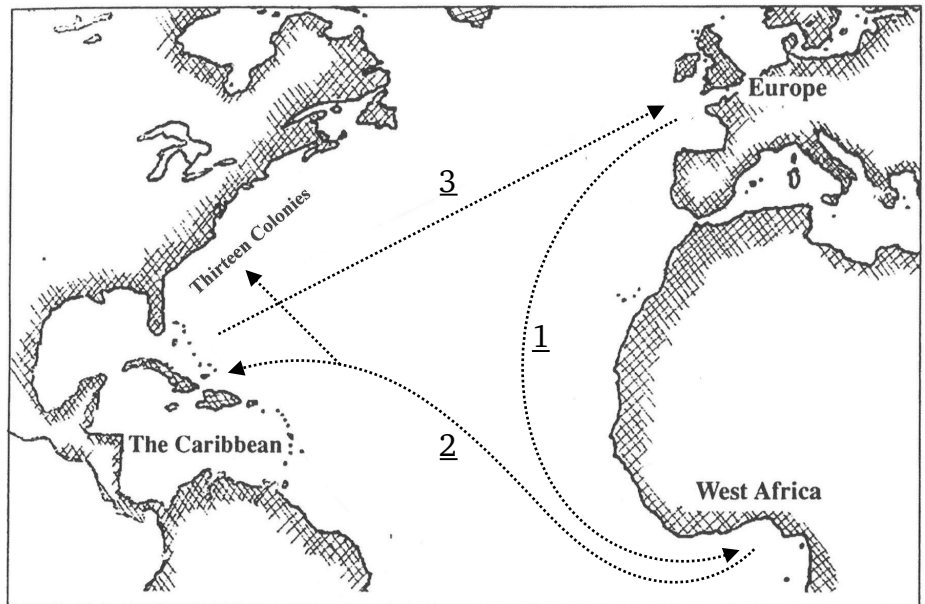 Europe
3
Thirteen Colonies
1
The Caribbean
2
West Africa